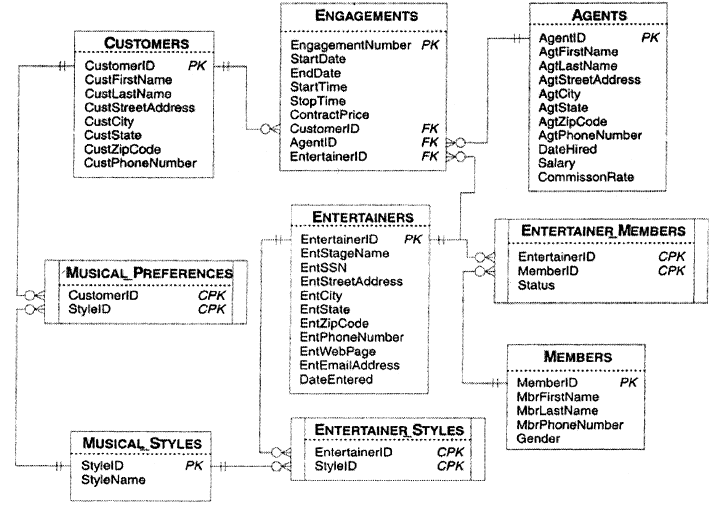 CUSTOMERS
CustomerID PK
CustFirstName
CustLastName
CustStreetAddress
CustCity
CustState
CustZipCode
CustPhoneNumber
ENGAGEMENTS
EngagementNumber PK
StartDate
EndDate
StartTime
StopTime
ContractPrice
CustomerID FK
AgentID FK
EntertainerID FK
AGENTS
AgentID PK
AgtFirstName
AgtLastName
AgtStreetAddress
AgtCity
AgtState
AgtZipCode
AgtPhoneNumber
DateHired
Salary
CommissonRate
MUSICAL_PREFERENCES
CustomerID CPK
StyleID CPK
ENTERTAINERS
EntertainerID PK
EntStageName
EntSSN
EntStreetAddress
EntCity
EntState
EntZipCode
EntPhoneNumber
EntWebPage
EntEmailAddress
DateEntered
ENTERTAINER_MEMBERS
EntertainerID CPK
MemberID CPK
Status
MEMBERS
MemberID PK
MbrFirstName
MbrLastName
MbrPhoneNumber
Gender
MUSICAL_STYLES
StyleID PK
StyleName
ENTERTAINER_STYLES
EntertainerID CPK
StyleID CPK